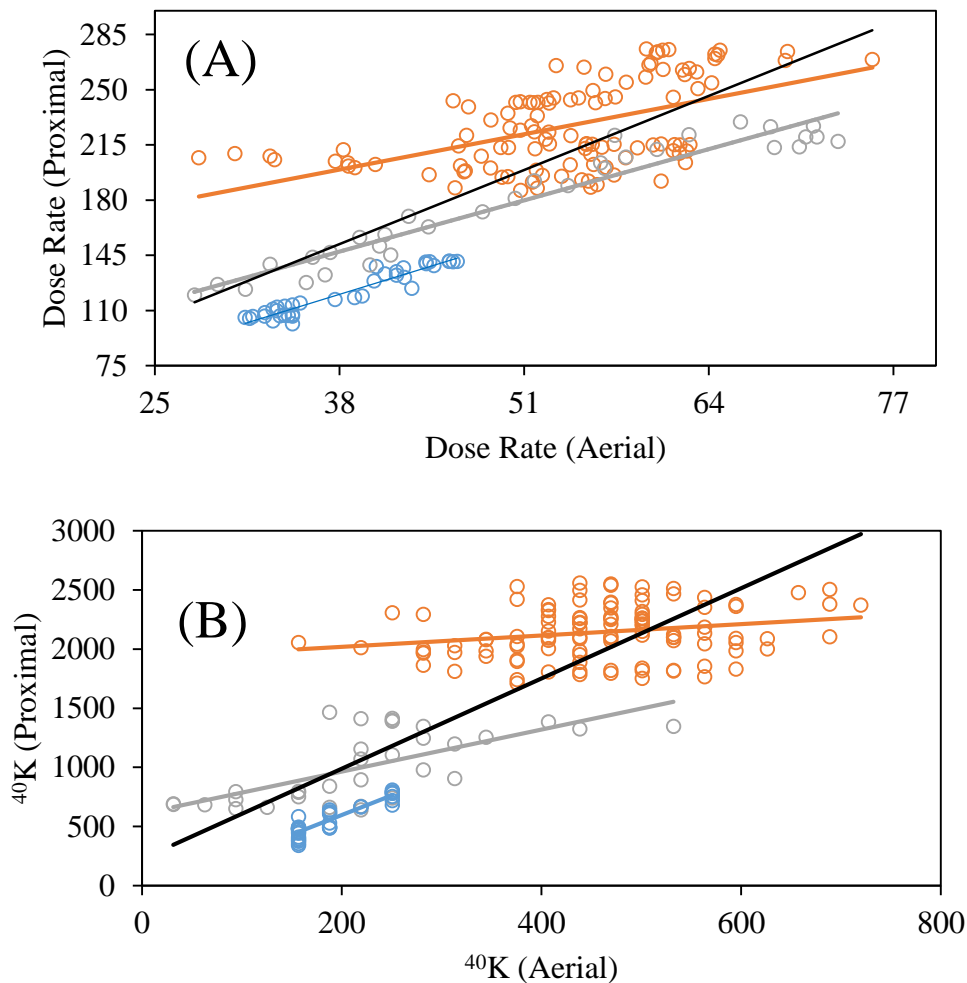 (A)
Dose Rate (Proximal)
285
250
215
180
145
110
75
25 38 51 64 77
Dose Rate (Aerial)
(B)
⁴⁰K (Proximal)
3000
2500
2000
1500
1000
500
0
0 200 400 600 800
⁴⁰K (Aerial)